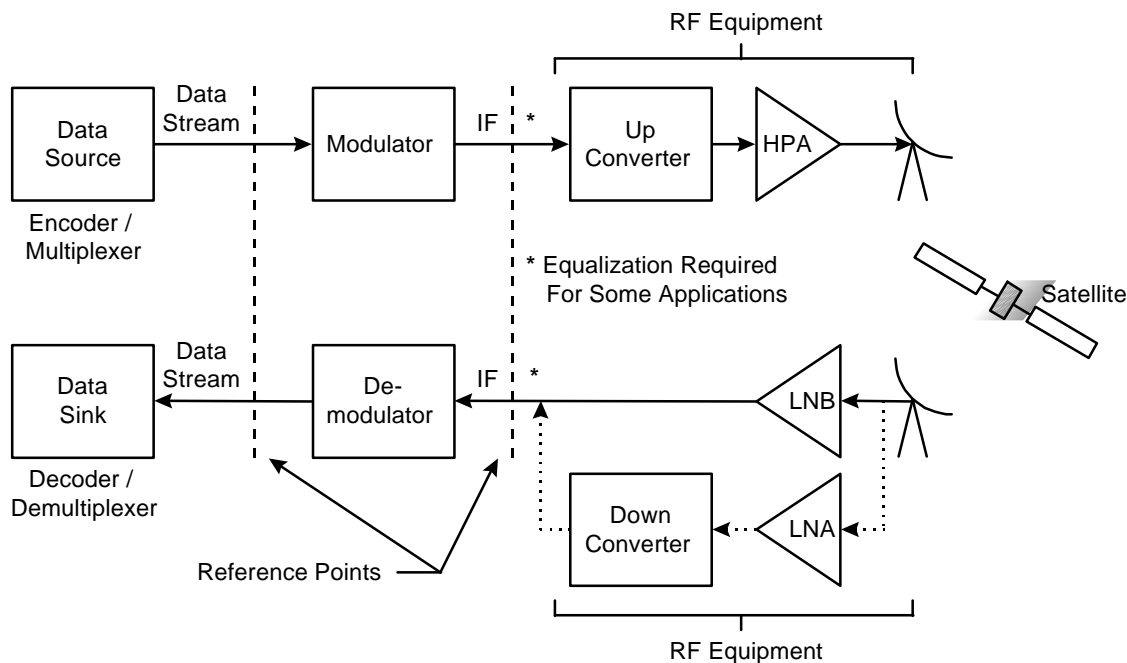 RF Equipment
Data
Source
Data
Stream
Modulator
IF
*
Up
Converter
HPA
Encoder /
Multiplexer
* Equalization Required
For Some Applications
Satellite
Data
Sink
Data
Stream
De-
modulator
IF
*
LNB
Decoder /
Demultiplexer
Down
Converter
LNA
Reference Points
RF Equipment